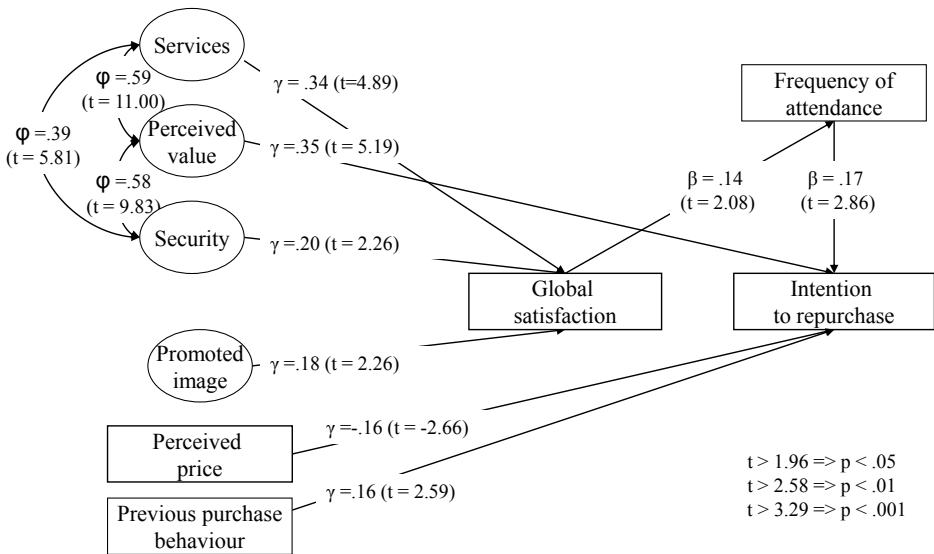 Services
φ =.59
(t = 11.00)
γ = .34 (t=4.89)
Frequency of
attendance
φ =.39
(t = 5.81)
Perceived
value
γ =.35 (t = 5.19)
φ =.58
(t = 9.83)
β = .14
(t = 2.08)
β = .17
(t = 2.86)
Security
γ =.20 (t = 2.26)
Global
satisfaction
Intention
to repurchase
Promoted
image
γ =.18 (t = 2.26)
Perceived
price
γ =-.16 (t = -2.66)
γ =.16 (t = 2.59)
Previous purchase
behaviour
t > 1.96 => p < .05
t > 2.58 => p < .01
t > 3.29 => p < .001